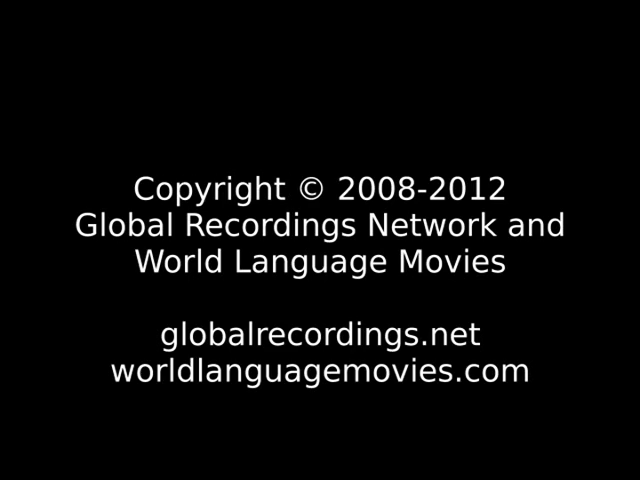 Copyright © 2008-2012
Global Recordings Network and
World Language Movies
globalrecordings.net
worldlanguagemovies.com